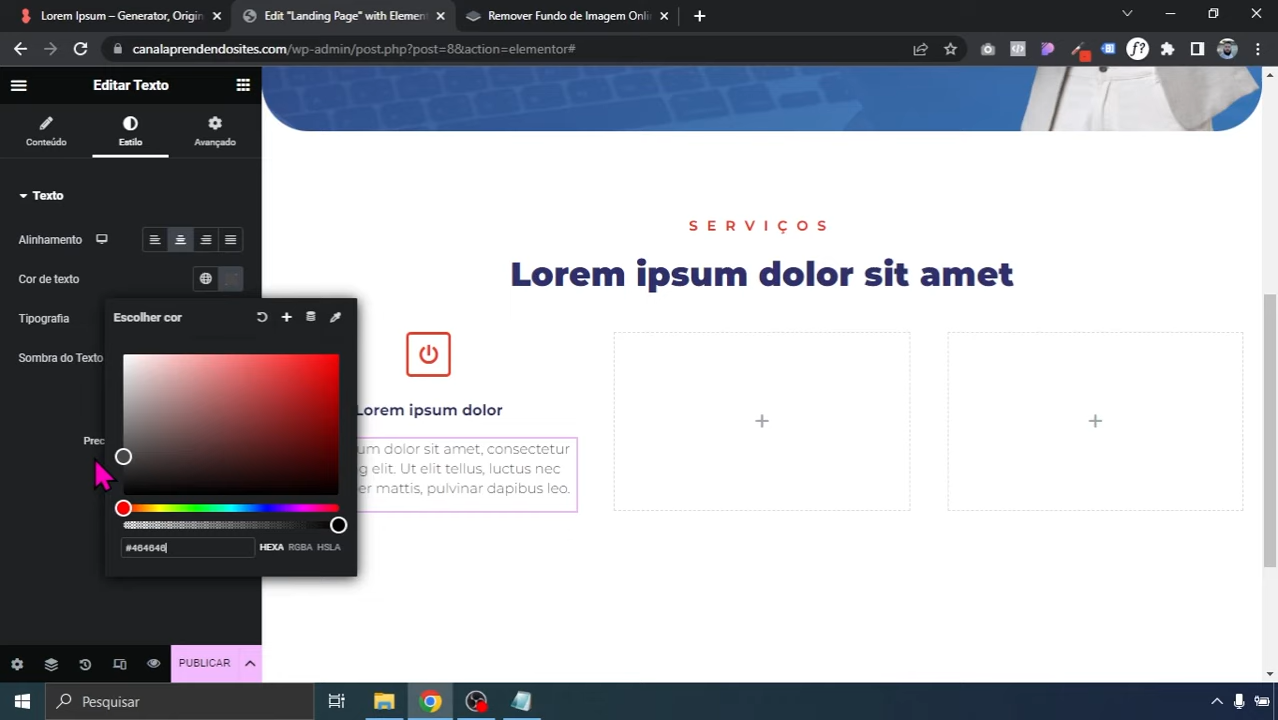 Lorem Ipsum – Generator, Origin
Edit "Landing Page" with Element
Remover Fundo de Imagem Onli
canalaprendendosites.com/wp-admin/post.php?post=8&action=elementor#
Editar Texto
Conteúdo
Estilo
Avançado
Texto
Alinhamento
Cor de texto
Escolher cor
Tipografia
Sombra do Texto
Prec
#464646
HEXA RGBA HSLA
PUBLICAR
SERVIÇOS
Lorem ipsum dolor sit amet
Lorem ipsum dolor
um dolor sit amet, consectetur
g elit. Ut elit tellus, luctus nec
er mattis, pulvinar dapibus leo.
Pesquisar